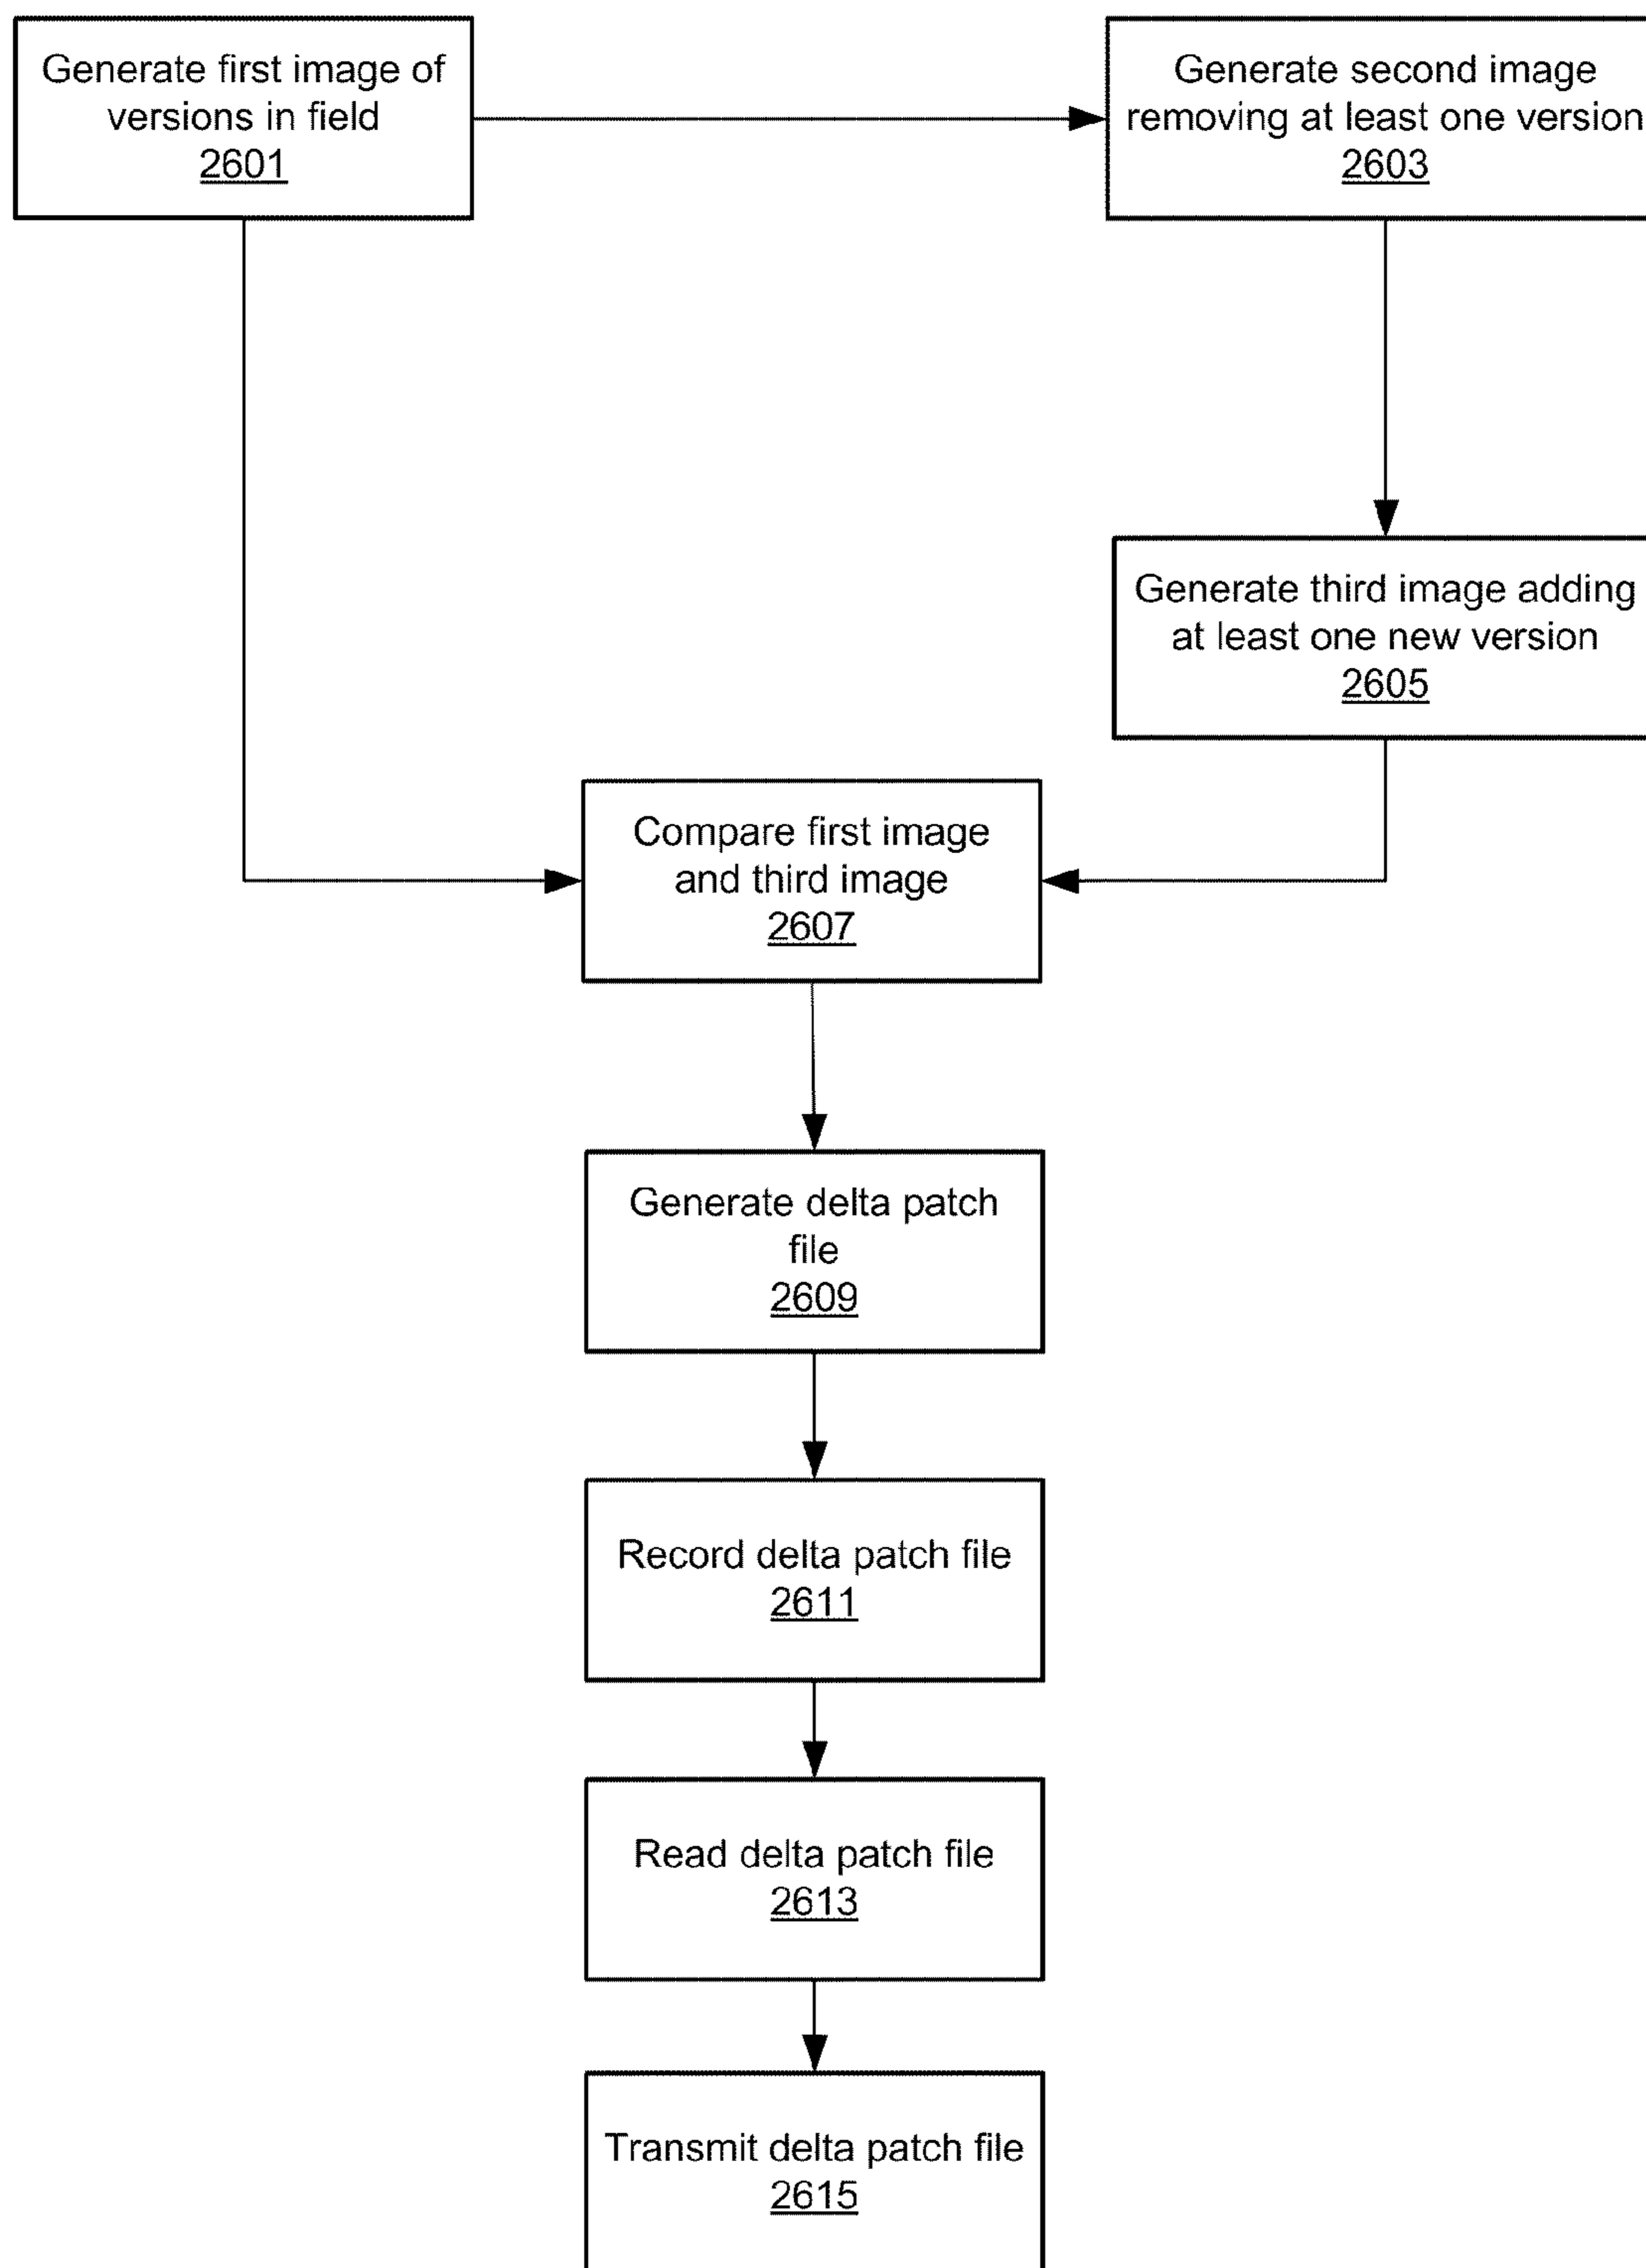 Generate first image of
versions in field
2601
Generate second image
removing at least one version
2603
Generate third image adding
at least one new version
2605
Compare first image
and third image
2607
Generate delta patch
file
2609
Record delta patch file
2611
Read delta patch file
2613
Transmit delta patch file
2615